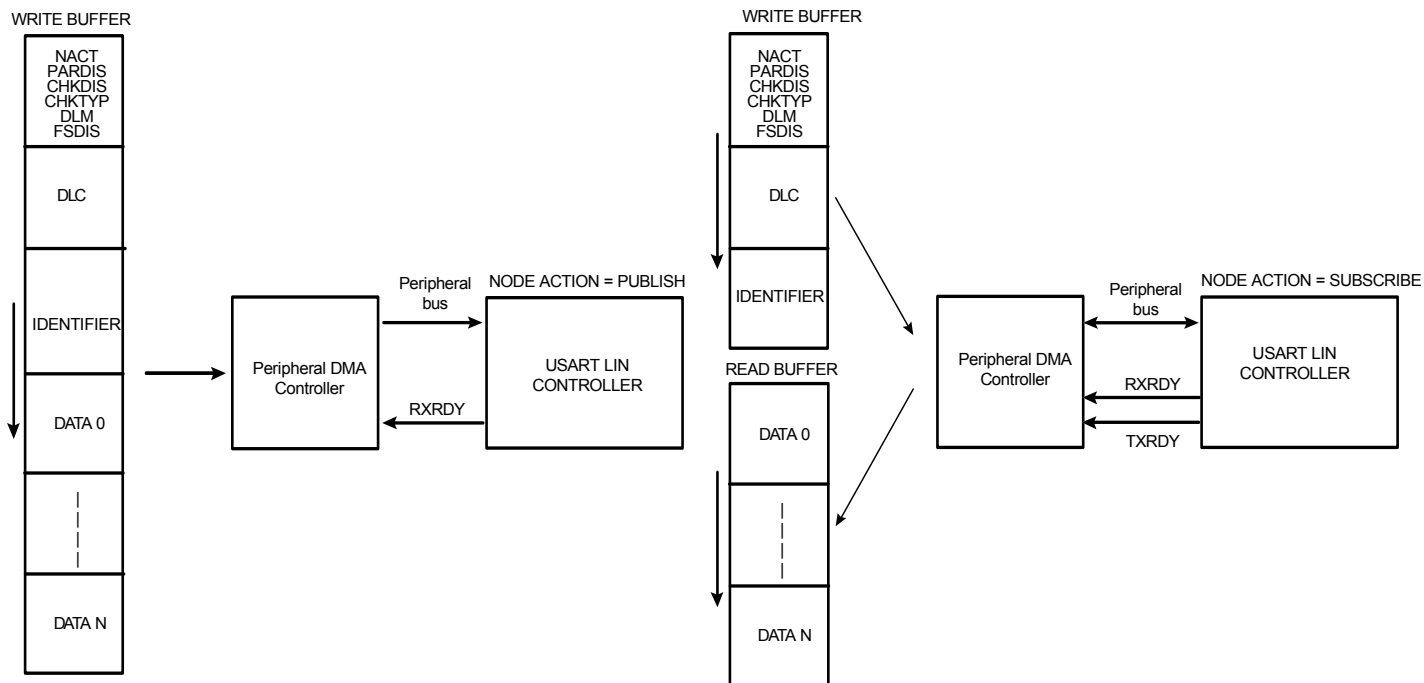 WRITE BUFFER
NACT
PARDIS
CHKDIS
CHKTYP
DLM
FSDIS
DLC
IDENTIFIER
DATA 0
DATA N
Peripheral DMA
Controller
Peripheral
bus
RXRDY
NODE ACTION = PUBLISH
USART LIN
CONTROLLER
WRITE BUFFER
NACT
PARDIS
CHKDIS
CHKTYP
DLM
FSDIS
DLC
IDENTIFIER
READ BUFFER
DATA 0
DATA N
Peripheral DMA
Controller
Peripheral
bus
RXRDY
TXRDY
NODE ACTION = SUBSCRIBE
USART LIN
CONTROLLER